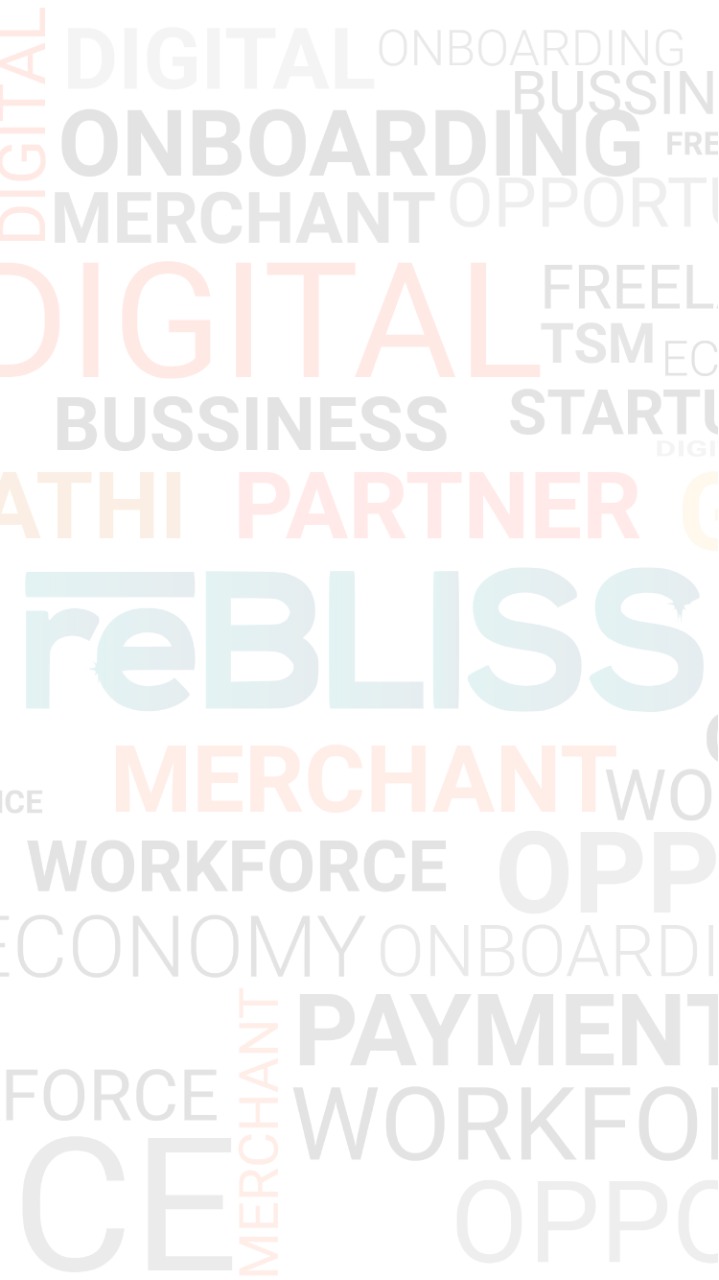 DIGITAL
DIGITAL
ONBOARDING
BUSSIN
ONBOARDING
FRE
MERCHANT
OPPORTU
DIGITAL
FREEL
TSM
EC
BUSSINESS
STARTU
DIGI
ATHI PARTNER G
reBLISS
MERCHANT
NCE
WO
WORKFORCE
OPP
ECONOMY
ONBOARDI
MERCHANT
PAYMENT
FORCE
WORKFO
CE
OPPO